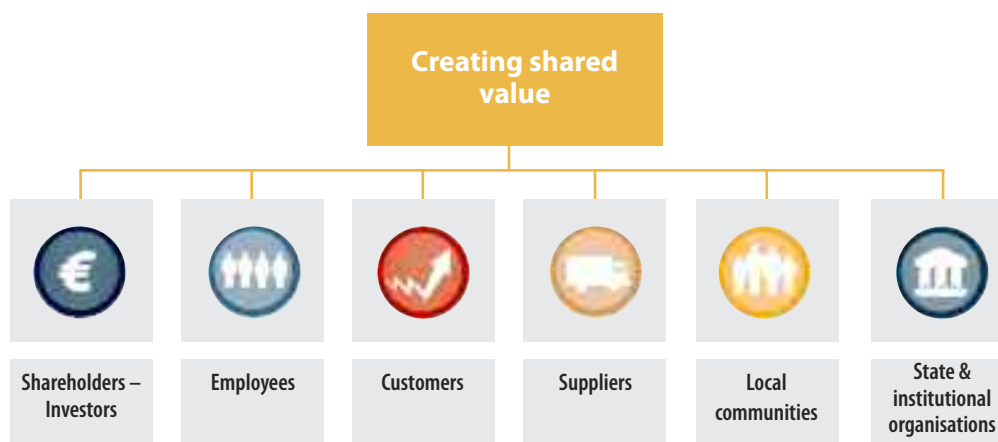 Creating shared
value
€
Shareholders –
Investors
Employees
Customers
Suppliers
Local
communities
State &
institutional
organisations